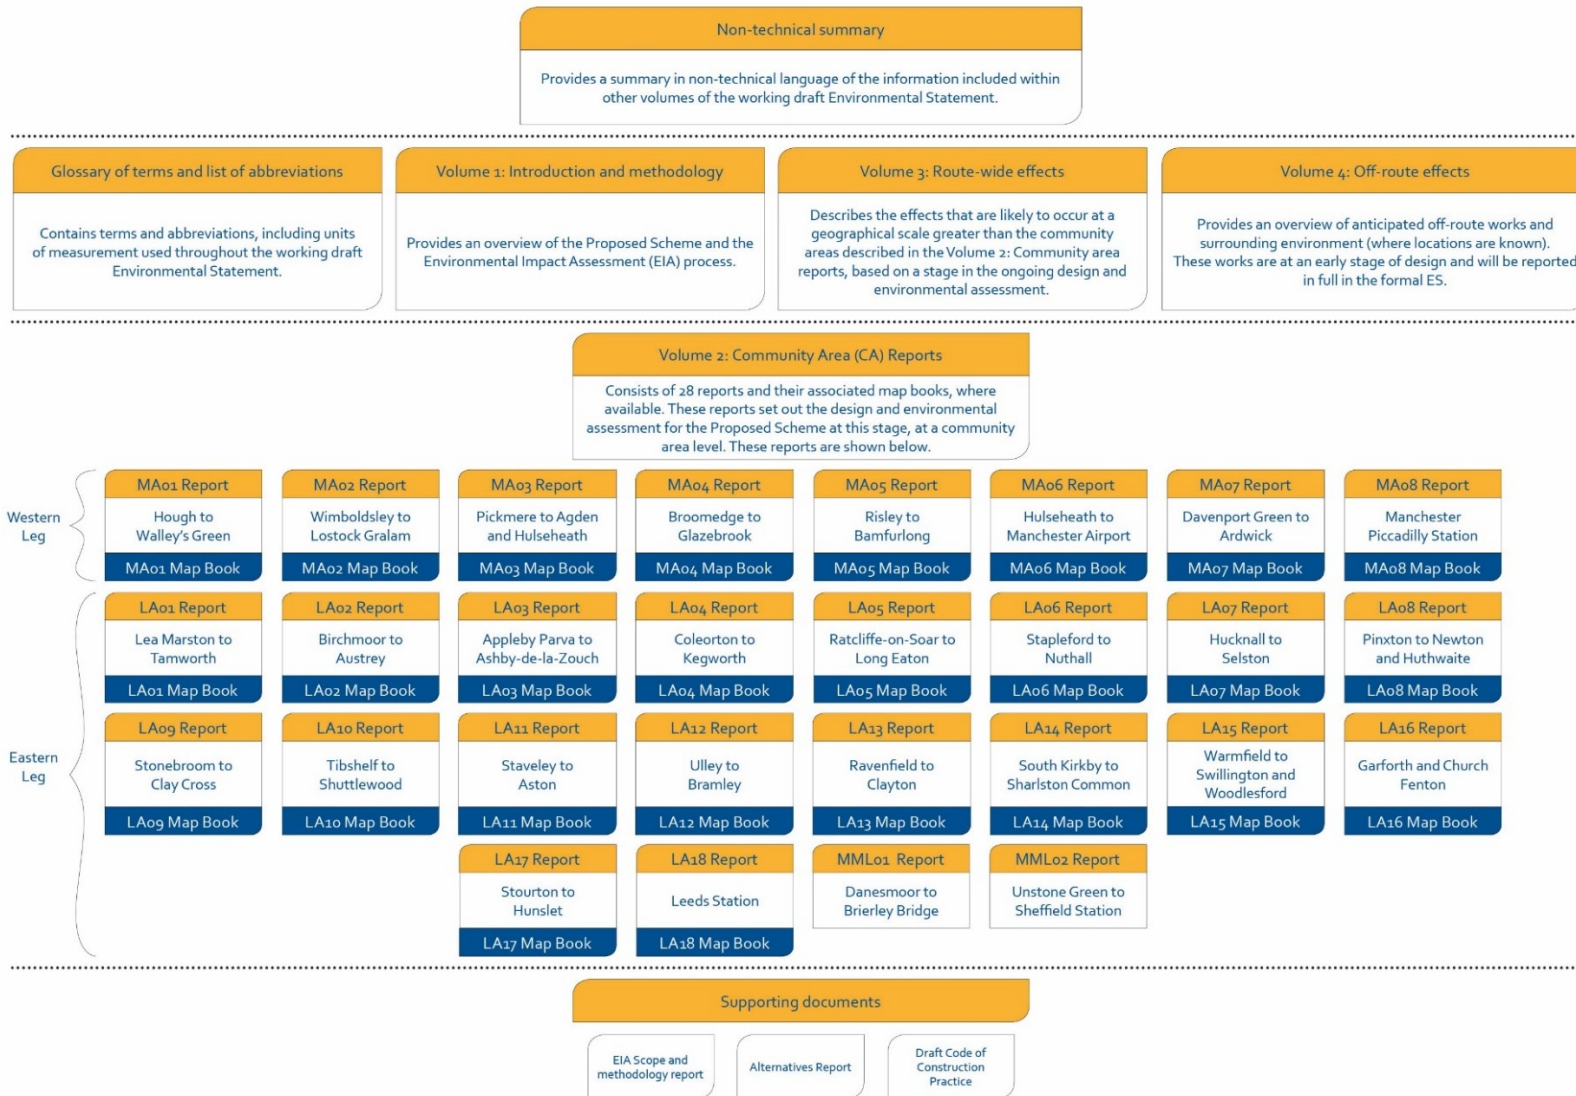 Non-technical summary
Provides a summary in non-technical language of the information included within
other volumes of the working draft Environmental Statement.
Glossary of terms and list of abbreviations
Contains terms and abbreviations, including units
of measurement used throughout the working draft
Environmental Statement.
Volume 1: Introduction and methodology
Provides an overview of the Proposed Scheme and the
Environmental Impact Assessment (EIA) process.
Volume 3: Route-wide effects
Describes the effects that are likely to occur at a
geographical scale greater than the community
areas described in the Volume 2: Community area
reports, based on a stage in the ongoing design and
environmental assessment.
Volume 4: Off-route effects
Provides an overview of anticipated off-route works and
surrounding environment (where locations are known).
These works are at an early stage of design and will be reported
in full in the formal ES.
Volume 2: Community Area (CA) Reports
Consists of 28 reports and their associated map books, where
available. These reports set out the design and environmental
assessment for the Proposed Scheme at this stage, at a community
area level. These reports are shown below.
Western
Leg
MA01 Report
Hough to
Walley's Green
MA01 Map Book
MA02 Report
Wimboldsley to
Lostock Gralam
MA02 Map Book
MA03 Report
Pickmere to Agden
and Hulseheath
MA03 Map Book
MA04 Report
Broomedge to
Glazebrook
MA04 Map Book
MA05 Report
Risley to
Bamfurlong
MA05 Map Book
MA06 Report
Hulseheath to
Manchester Airport
MA06 Map Book
MA07 Report
Davenport Green to
Ardwick
MA07 Map Book
MA08 Report
Manchester
Piccadilly Station
MA08 Map Book
Eastern
Leg
LA01 Report
Lea Marston to
Tamworth
LA01 Map Book
LA02 Report
Birchmoor to
Austrey
LA02 Map Book
LA03 Report
Appleby Parva to
Ashby-de-la-Zouch
LA03 Map Book
LA04 Report
Coleorton to
Kegworth
LA04 Map Book
LA05 Report
Ratcliffe-on-Soar to
Long Eaton
LA05 Map Book
LA06 Report
Stapleford to
Nuthall
LA06 Map Book
LA07 Report
Hucknall to
Selston
LA07 Map Book
LA08 Report
Pinxton to Newton
and Huthwaite
LA08 Map Book
LA09 Report
Stonebroom to
Clay Cross
LA09 Map Book
LA10 Report
Tibshelf to
Shuttlewood
LA10 Map Book
LA11 Report
Staveley to
Aston
LA11 Map Book
LA12 Report
Ulley to
Bramley
LA12 Map Book
LA13 Report
Ravenfield to
Clayton
LA13 Map Book
LA14 Report
South Kirkby to
Sharlston Common
LA14 Map Book
LA15 Report
Warmfield to
Swillington and
Woodlesford
LA15 Map Book
LA16 Report
Garforth and Church
Fenton
LA16 Map Book
LA17 Report
Stourton to
Hunslet
LA17 Map Book
LA18 Report
Leeds Station
LA18 Map Book
MML01 Report
Danesmoor to
Brierley Bridge
MML02 Report
Unstone Green to
Sheffield Station
Supporting documents
EIA Scope and
methodology report
Alternatives Report
Draft Code of
Construction
Practice